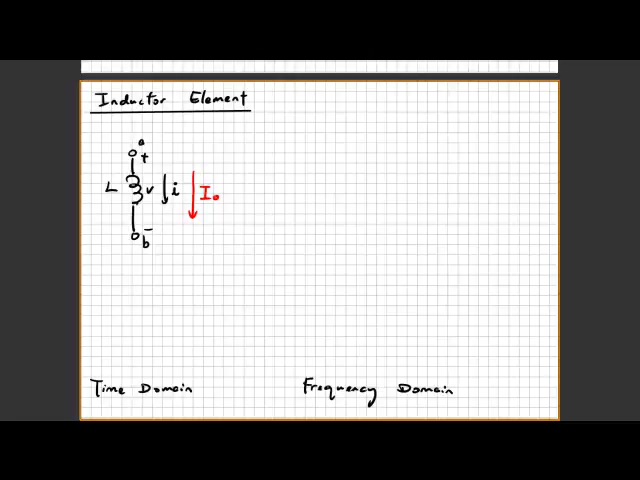 Inductor Element
a
+
L v i I₀
-
b
Time Domain Frequency Domain